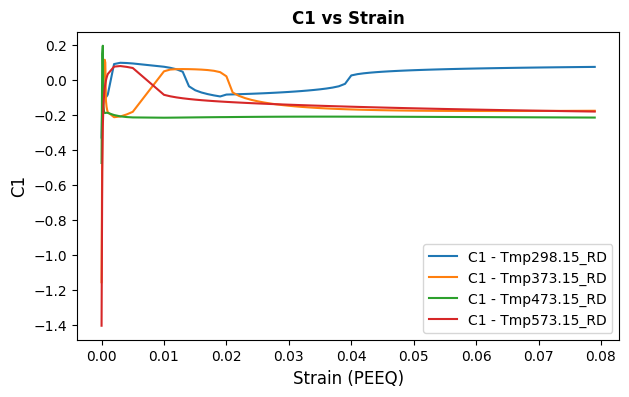 C1 vs Strain
0.2
0.0
−0.2
−0.4
−0.6
−0.8
−1.0
−1.2
−1.4
C1
0.00 0.01 0.02 0.03 0.04 0.05 0.06 0.07 0.08
Strain (PEEQ)
C1 - Tmp298.15_RD
C1 - Tmp373.15_RD
C1 - Tmp473.15_RD
C1 - Tmp573.15_RD